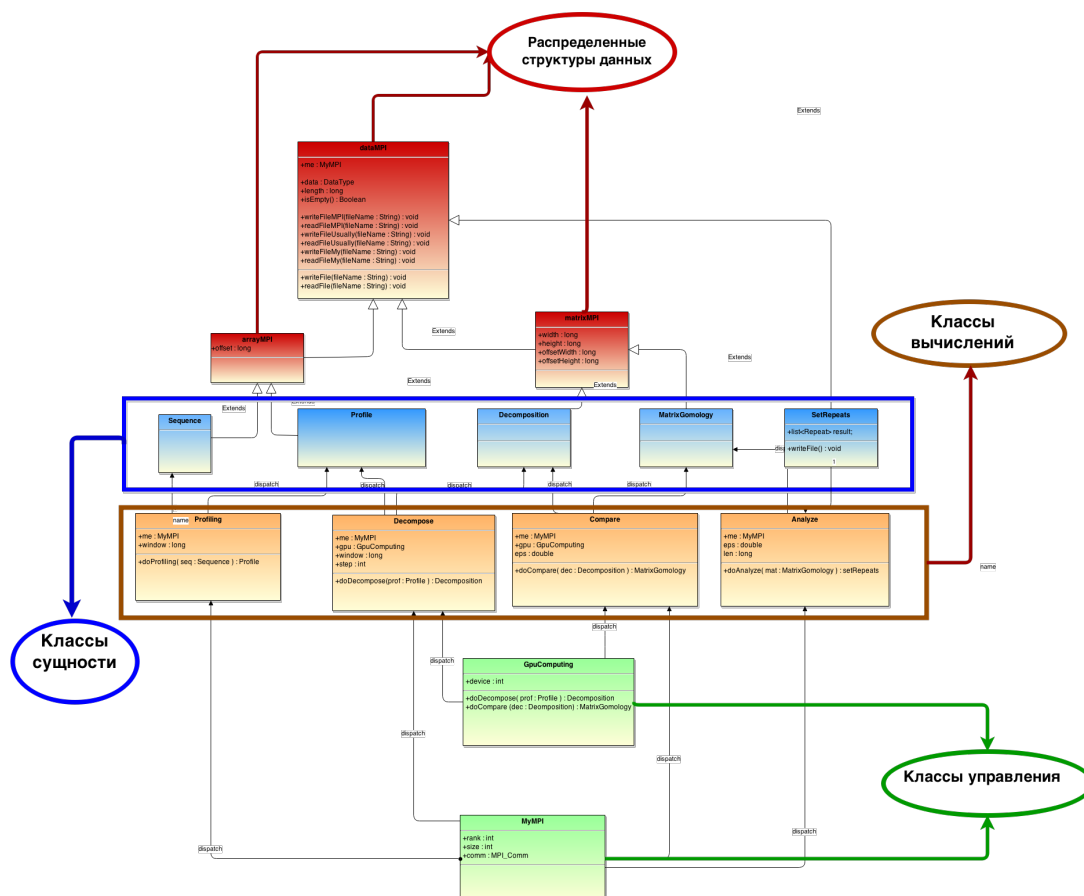 Распределенные
структуры данных
Extends
dataMPI
+me : MyMPI
+data : DataType
+length : long
+isEmpty() : Boolean
+writeFileMPI(fileName : String) : void
+readFileMPI(fileName : String) : void
+writeFileUsually(fileName : String) : void
+readFileUsually(fileName : String) : void
+writeFileMy(fileName : String) : void
+readFileMy(fileName : String) : void
+writeFile(fileName : String) : void
+readFile(fileName : String) : void
arrayMPI
+offset : long
Extends
matrixMPI
+width : long
+height : long
+offsetWidth : long
+offsetHeight : long
Extends
Классы
вычислений
Extends
Extends
Extends
Extends
Sequence
Profile
Decomposition
MatrixGomology
SetRepeats
+list<Repeat> result;
+writeFile() : void
1
dispatch
dispatch
dispatch
dispatch
name
Profiling
+me : MyMPI
+window : long
+doProfiling( seq : Sequence ) : Profile
Decompose
+me : MyMPI
+gpu : GpuComputing
+window : long
+step : int
+doDecompose(prof : Profile ) : Decomposition
Compare
+me : MyMPI
+gpu : GpuComputing
eps : double
+doCompare( dec : Decomposition ) : MatrixGomology
Analyze
+me : MyMPI
eps : double
len : long
+doAnalyze( mat : MatrixGomology ) : setRepeats
name
Классы
сущности
dispatch
dispatch
GpuComputing
+device : int
+doDecompose( prof : Profile ) : Decomposition
+doCompare (dec : Deomposition) : MatrixGomology
dispatch
dispatch
Классы управления
MyMPI
+rank : int
+size : int
+comm : MPI_Comm
dispatch